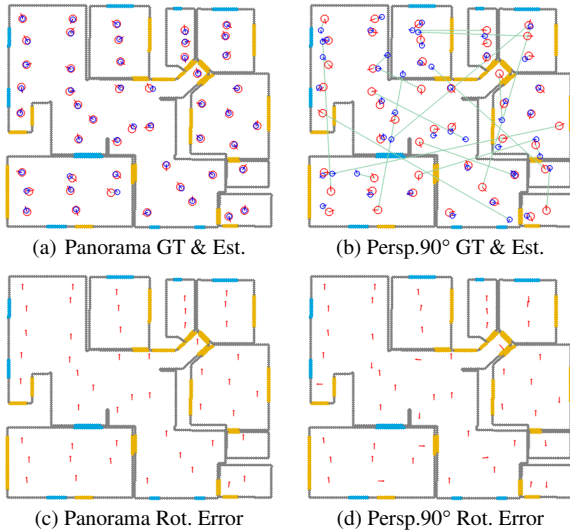 (a) Panorama GT & Est.
(b) Persp.90° GT & Est.
(c) Panorama Rot. Error
(d) Persp.90° Rot. Error